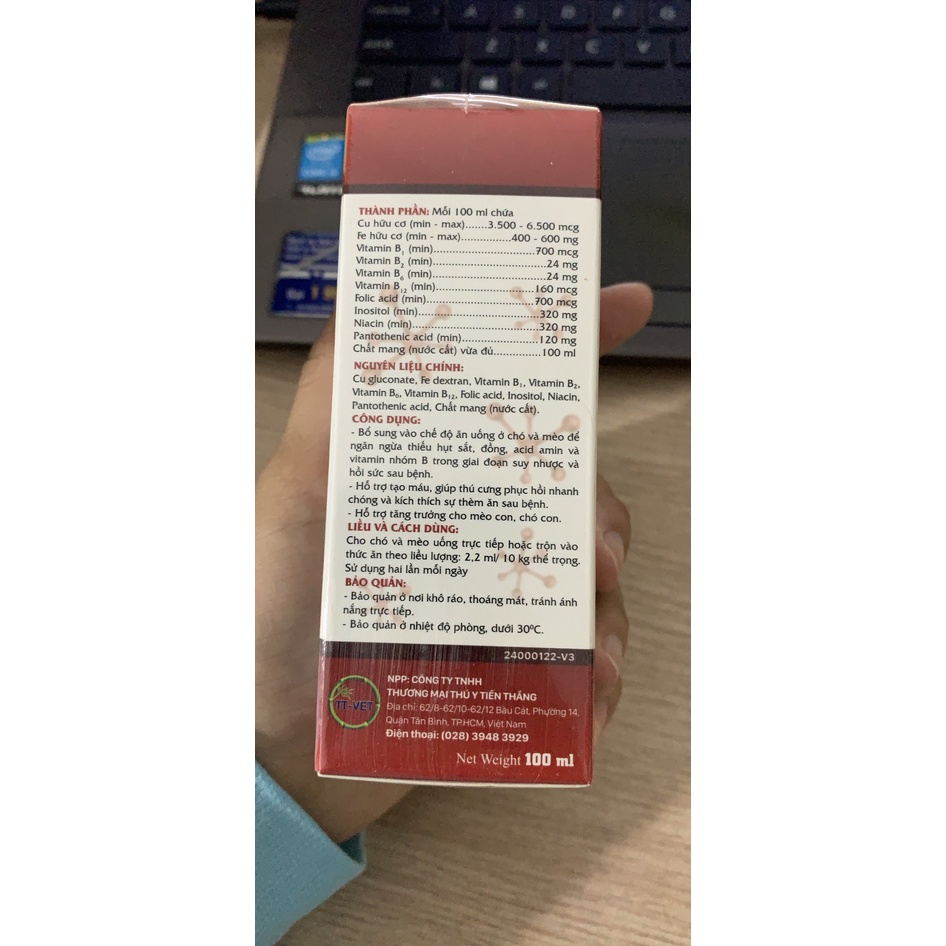 THÀNH PHẦN: Mỗi 100 ml chứa
Cu hữu cơ (min - max).......3.500 - 6.500 mcg
Fe hữu cơ (min - max)...............400 - 600 mg
Vitamin B₁ (min)..............................700 mcg
Vitamin B₂ (min).................................24 mg
Vitamin B₆ (min).................................24 mg
Vitamin B₁₂ (min).............................160 mcg
Folic acid (min)................................700 mcg
Inositol (min)....................................320 mg
Niacin (min)......................................320 mg
Pantothenic acid (min).......................120 mg
Chất mang (nước cất) vừa đủ..............100 ml
NGUYÊN LIỆU CHÍNH:
Cu gluconate, Fe dextran, Vitamin B₁, Vitamin B₂,
Vitamin B₆, Vitamin B₁₂, Folic acid, Inositol, Niacin,
Pantothenic acid, Chất mang (nước cất).
CÔNG DỤNG:
- Bổ sung vào chế độ ăn uống ở chó và mèo để
ngăn ngừa thiếu hụt sắt, đồng, acid amin và
vitamin nhóm B trong giai đoạn suy nhược và
hồi sức sau bệnh.
- Hỗ trợ tạo máu, giúp thú cưng phục hồi nhanh
chóng và kích thích sự thèm ăn sau bệnh.
- Hỗ trợ tăng trưởng cho mèo con, chó con.
LIỀU VÀ CÁCH DÙNG:
Cho chó và mèo uống trực tiếp hoặc trộn vào
thức ăn theo liều lượng: 2,2 ml/ 10 kg thể trọng.
Sử dụng hai lần mỗi ngày
BẢO QUẢN:
- Bảo quản ở nơi khô ráo, thoáng mát, tránh ánh
nắng trực tiếp.
- Bảo quản ở nhiệt độ phòng, dưới 30ºC.
24000122-V3
TT-VET
NPP: CÔNG TY TNHH
THƯƠNG MẠI THÚ Y TIẾN THẮNG
Địa chỉ: 62/8-62/10-62/12 Bàu Cát, Phường 14,
Quận Tân Bình, TP.HCM, Việt Nam
Điện thoại: (028) 3948 3929
Net Weight 100 ml